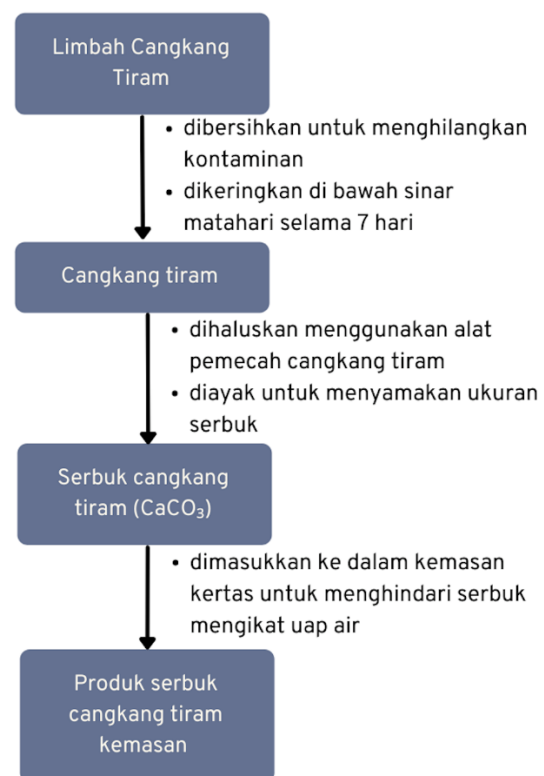 Limbah Cangkang
Tiram
• dibersihkan untuk menghilangkan
kontaminan
• dikeringkan di bawah sinar
matahari selama 7 hari
Cangkang tiram
• dihaluskan menggunakan alat
pemecah cangkang tiram
• diayak untuk menyamakan ukuran
serbuk
Serbuk cangkang
tiram (CaCO₃)
• dimasukkan ke dalam kemasan
kertas untuk menghindari serbuk
mengikat uap air
Produk serbuk
cangkang tiram
kemasan